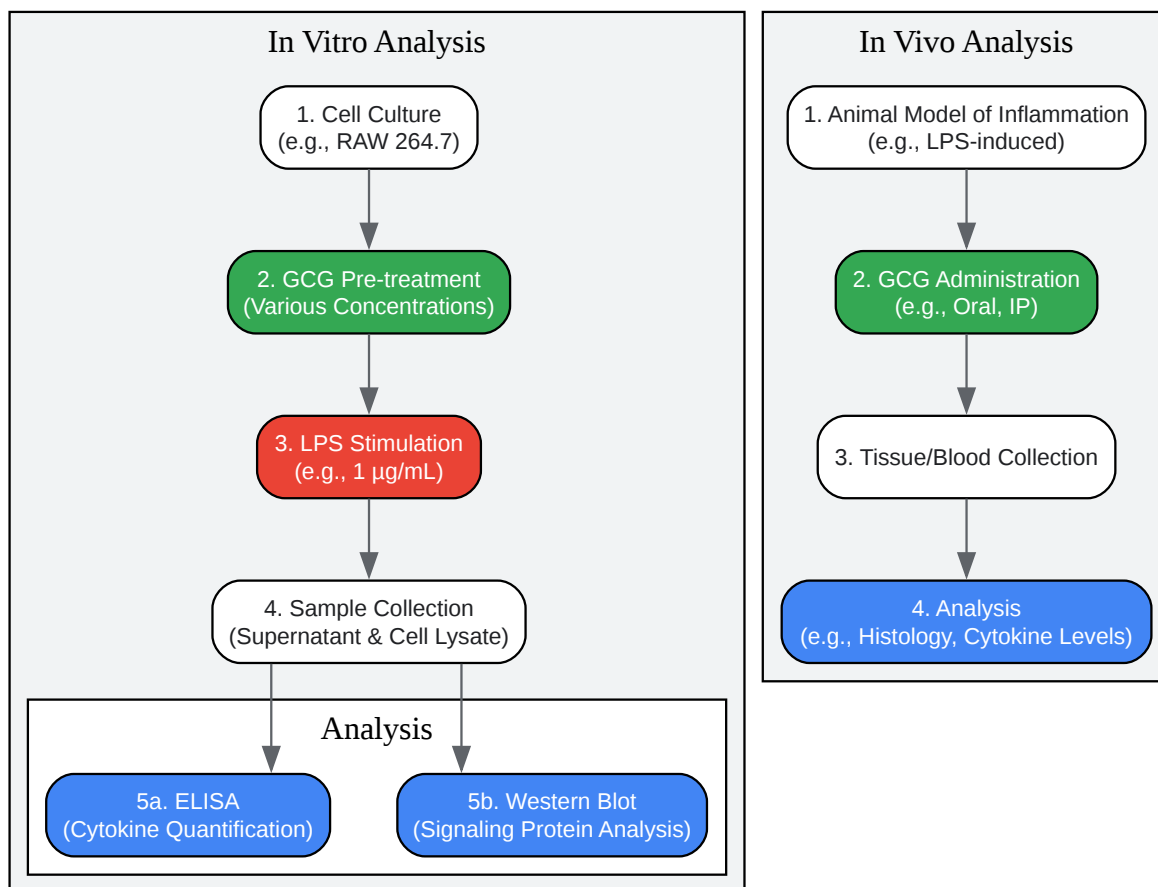 In Vitro Analysis
1. Cell Culture
(e.g., RAW 264.7)
2. GCG Pre-treatment
(Various Concentrations)
3. LPS Stimulation
(e.g., 1 µg/mL)
4. Sample Collection
(Supernatant & Cell Lysate)
Analysis
5a. ELISA
(Cytokine Quantification)
5b. Western Blot
(Signaling Protein Analysis)
In Vivo Analysis
1. Animal Model of Inflammation
(e.g., LPS-induced)
2. GCG Administration
(e.g., Oral, IP)
3. Tissue/Blood Collection
4. Analysis
(e.g., Histology, Cytokine Levels)